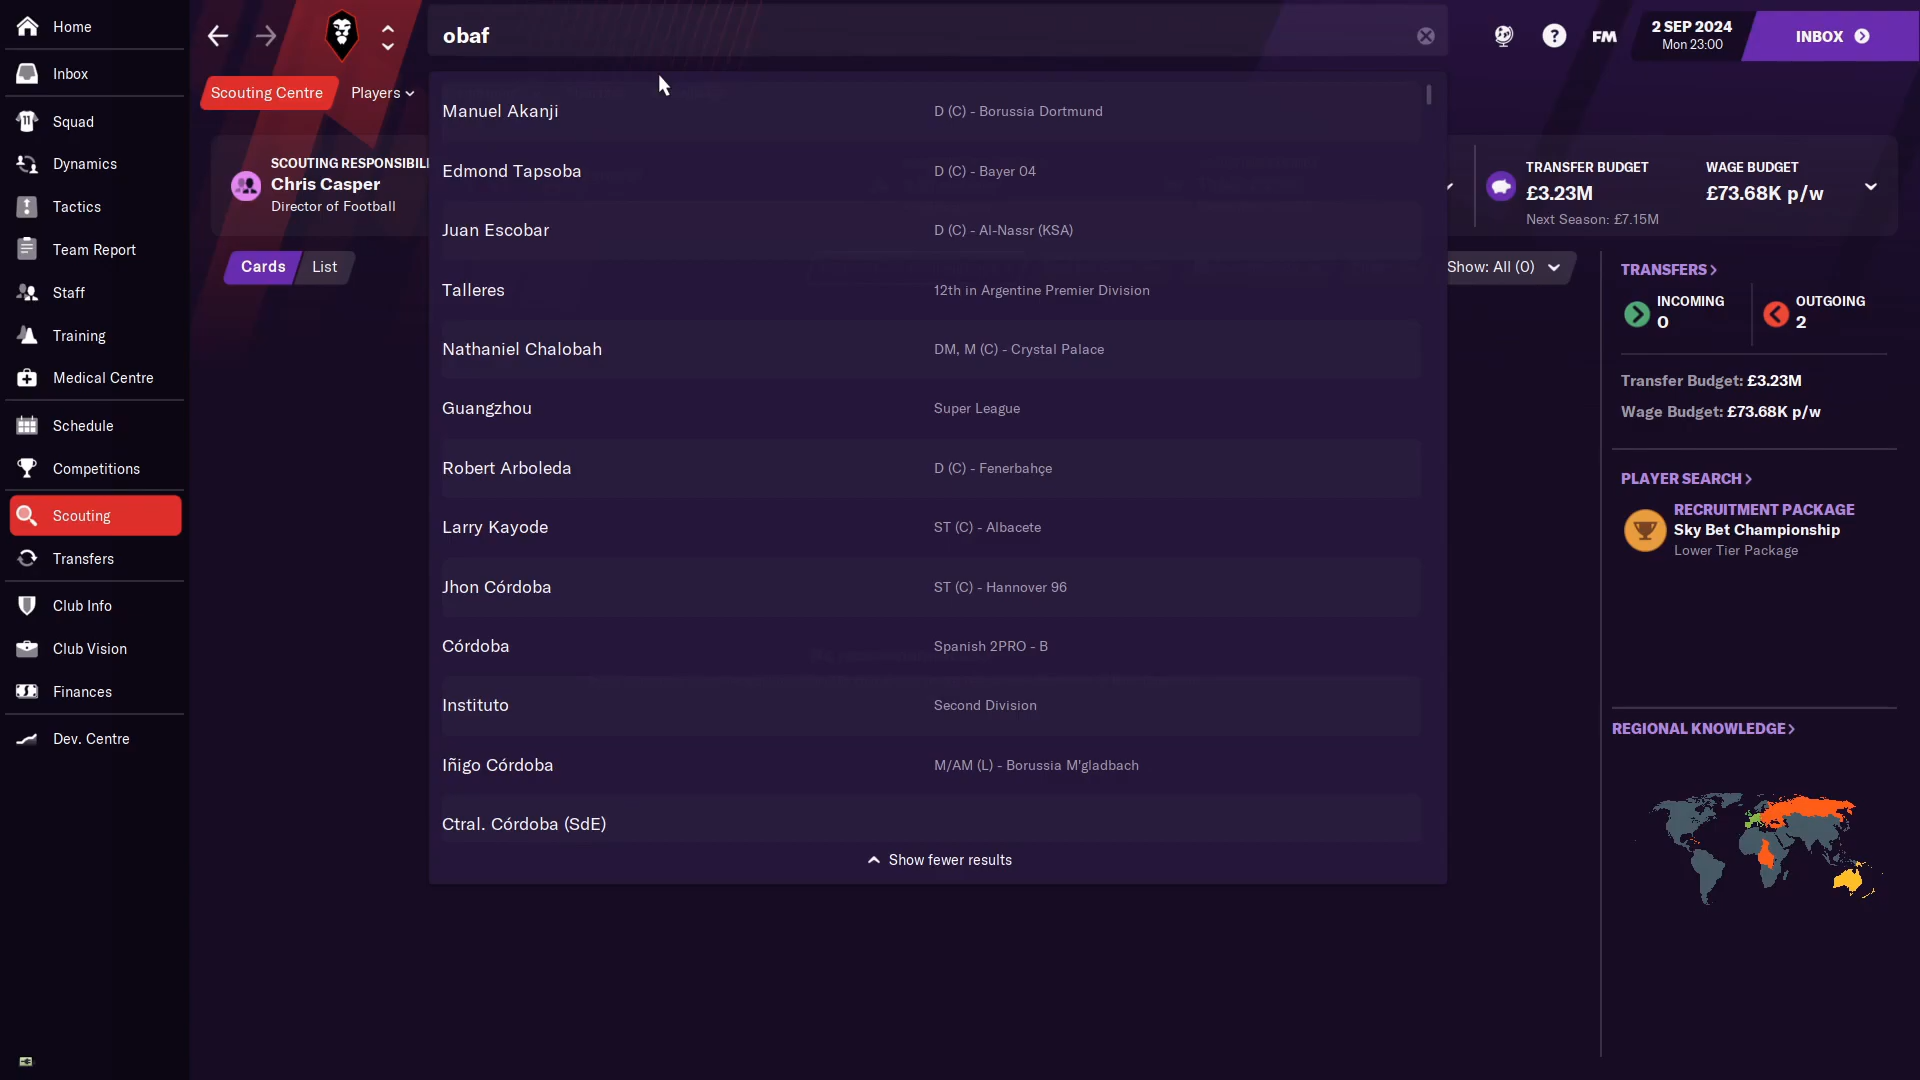 Home
Inbox
Squad
Dynamics
Tactics
Team Report
Staff
Training
Medical Centre
Schedule
Competitions
Scouting
Transfers
Club Info
Club Vision
Finances
Dev. Centre
obaf
FM
2 SEP 2024
Mon 23:00
INBOX
Scouting Centre
Players
SCOUTING RESPONSIBILI
Chris Casper
Director of Football
Cards List
Manuel Akanji D (C) - Borussia Dortmund
Edmond Tapsoba D (C) - Bayer 04
Juan Escobar D (C) - Al-Nassr (KSA)
Talleres 12th in Argentine Premier Division
Nathaniel Chalobah DM, M (C) - Crystal Palace
Guangzhou Super League
Robert Arboleda D (C) - Fenerbahçe
Larry Kayode ST (C) - Albacete
Jhon Córdoba ST (C) - Hannover 96
Córdoba Spanish 2PRO - B
Instituto Second Division
Iñigo Córdoba M/AM (L) - Borussia M'gladbach
Ctral. Córdoba (SdE)
Show fewer results
TRANSFER BUDGET
£3.23M
Next Season: £7.15M
WAGE BUDGET
£73.68K p/w
Show: All (0)
TRANSFERS
INCOMING
0
OUTGOING
2
Transfer Budget: £3.23M
Wage Budget: £73.68K p/w
PLAYER SEARCH
RECRUITMENT PACKAGE
Sky Bet Championship
Lower Tier Package
REGIONAL KNOWLEDGE